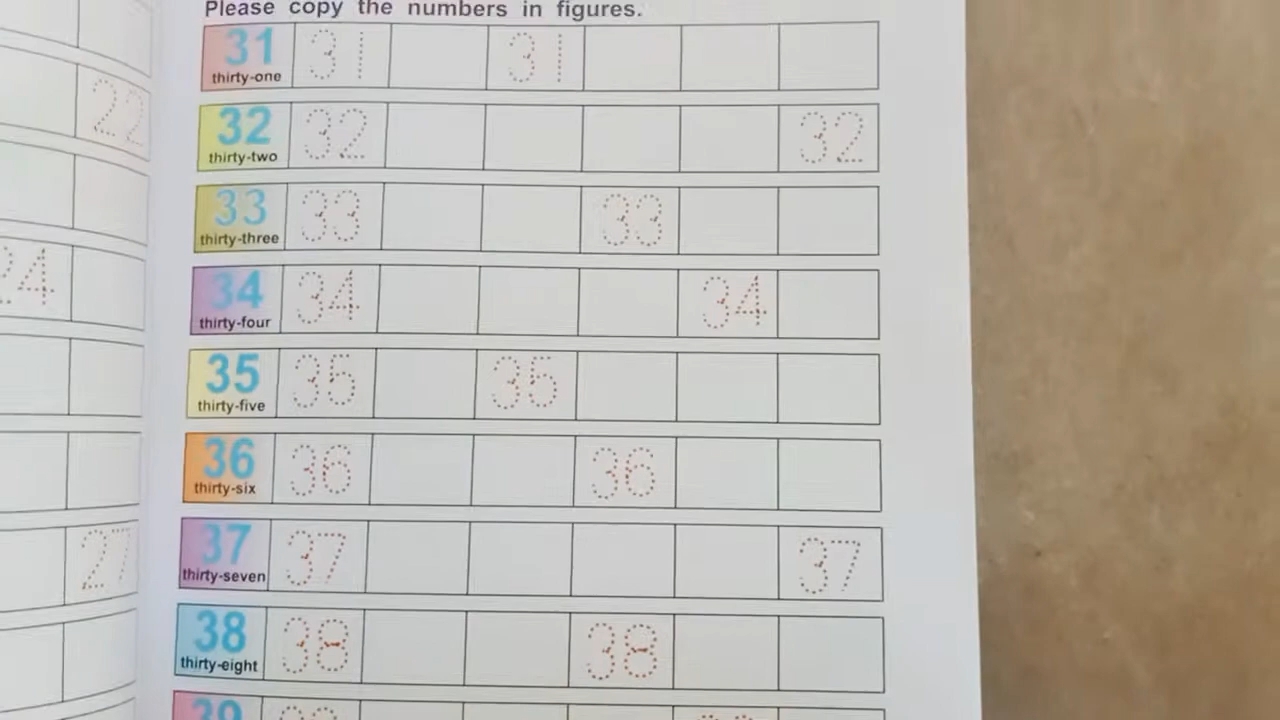 Please copy the numbers in figures.
31 31 31
thirty-one
32 32 32
thirty-two
33 33 33
thirty-three
34 34 34
thirty-four
35 35 35
thirty-five
36 36 36
thirty-six
37 37 37
thirty-seven
38 38 38
thirty-eight
39
22
24
27